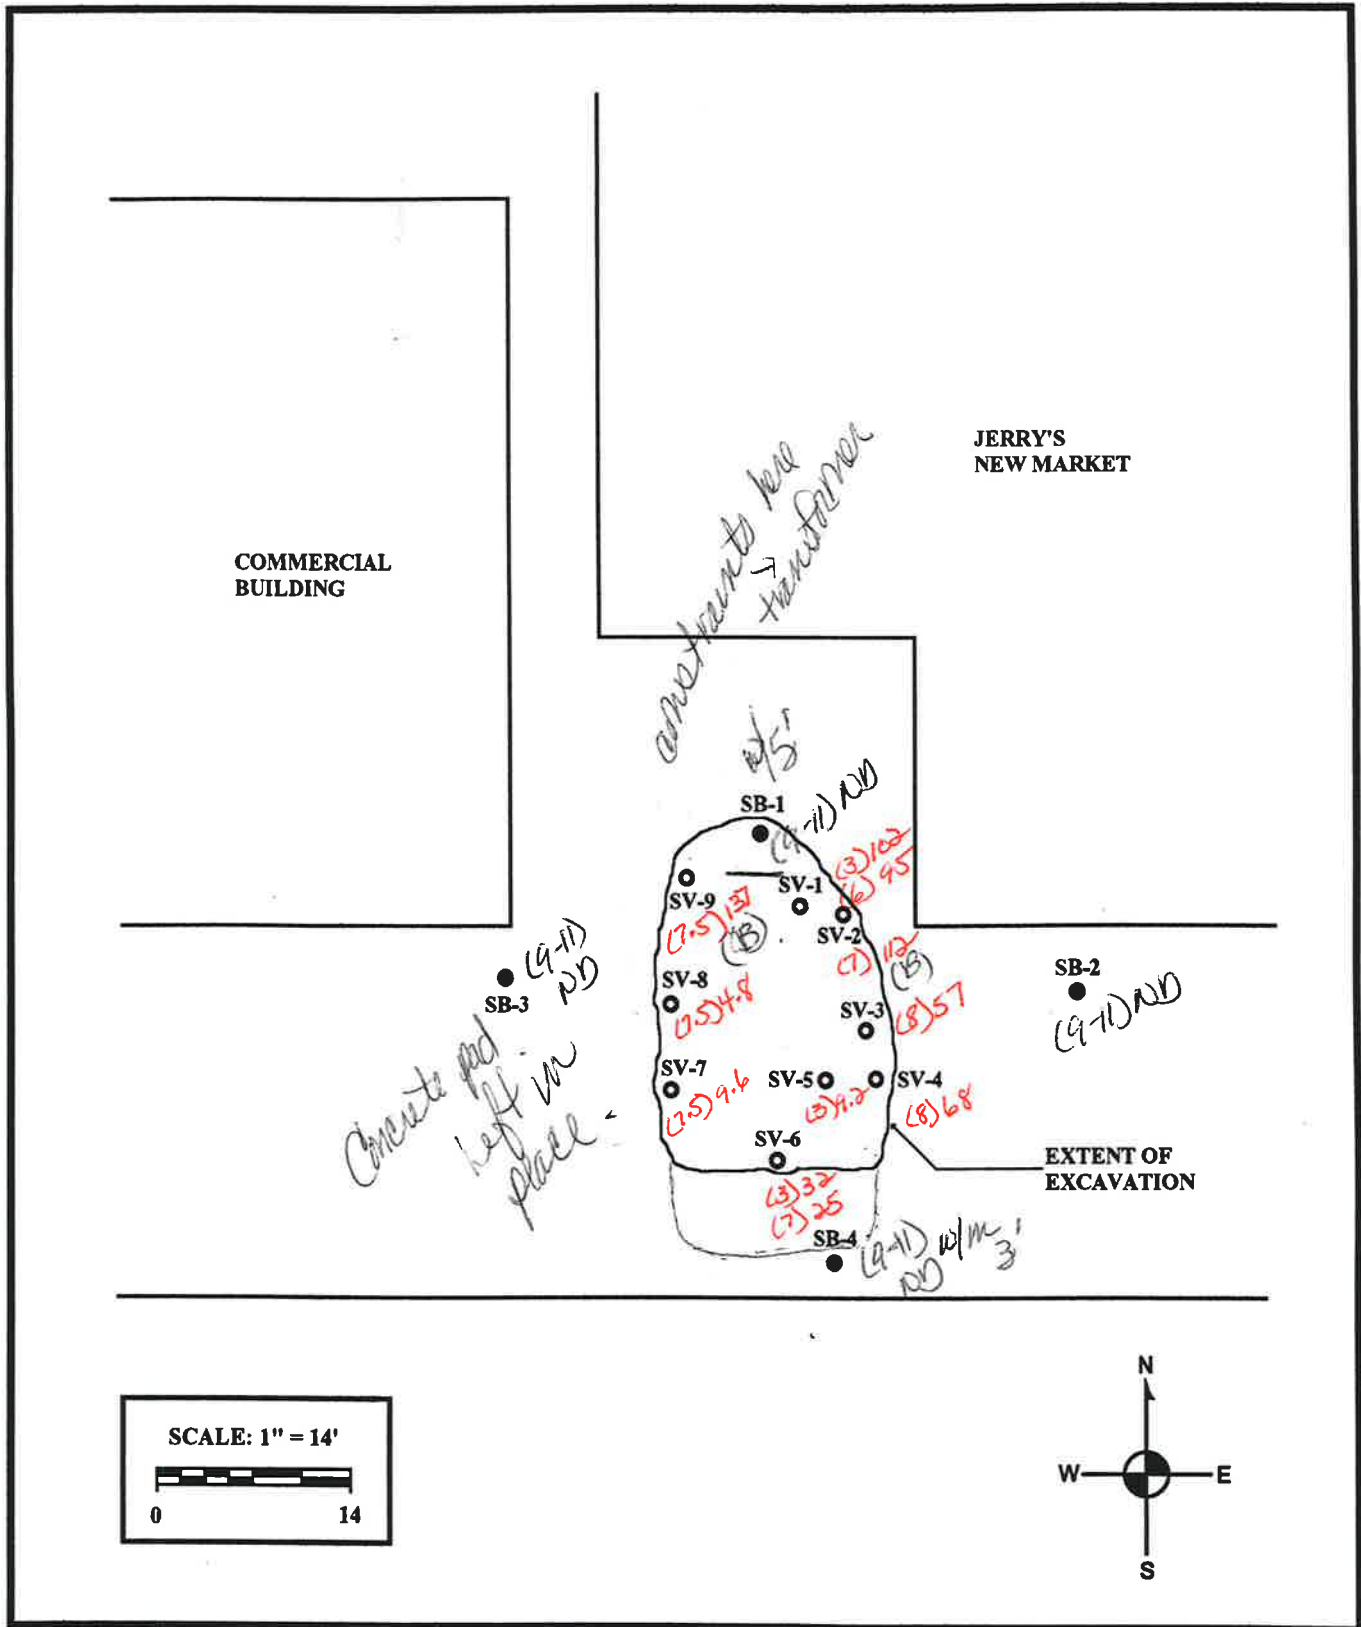 JERRY'S
NEW MARKET
COMMERCIAL
BUILDING
constraints here
→ transformer
w/5'
SB-1
(9-11) ND
(3) 102
(6) 95
SV-1
SV-9
(7.5) 137
(B)
SV-2
(7) 112
(B)
(9-11)
ND
SB-3
SB-2
(9-11) ND
SV-8
(7.5) 4.8
SV-3
(8) 57
Concrete pad
left in
place
SV-7
(7.5) 9.6
SV-5
(3) 9.2
SV-4
(8) 68
SV-6
(3) 32
(7) 25
EXTENT OF
EXCAVATION
SB-4
(9-11)
ND
w/in
3'
SCALE: 1" = 14'
0 14
N
W E
S